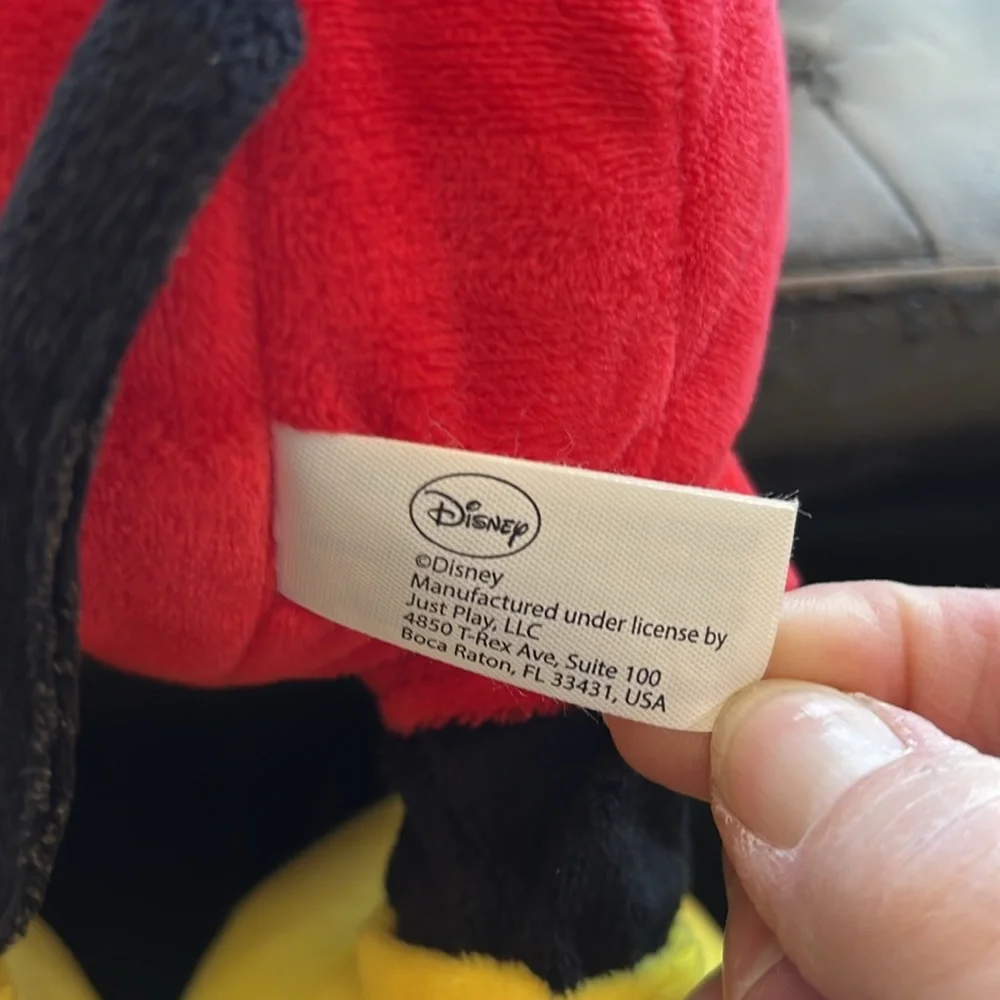 Disney
©Disney
Manufactured under license by
Just Play, LLC
4850 T-Rex Ave, Suite 100
Boca Raton, FL 33431, USA